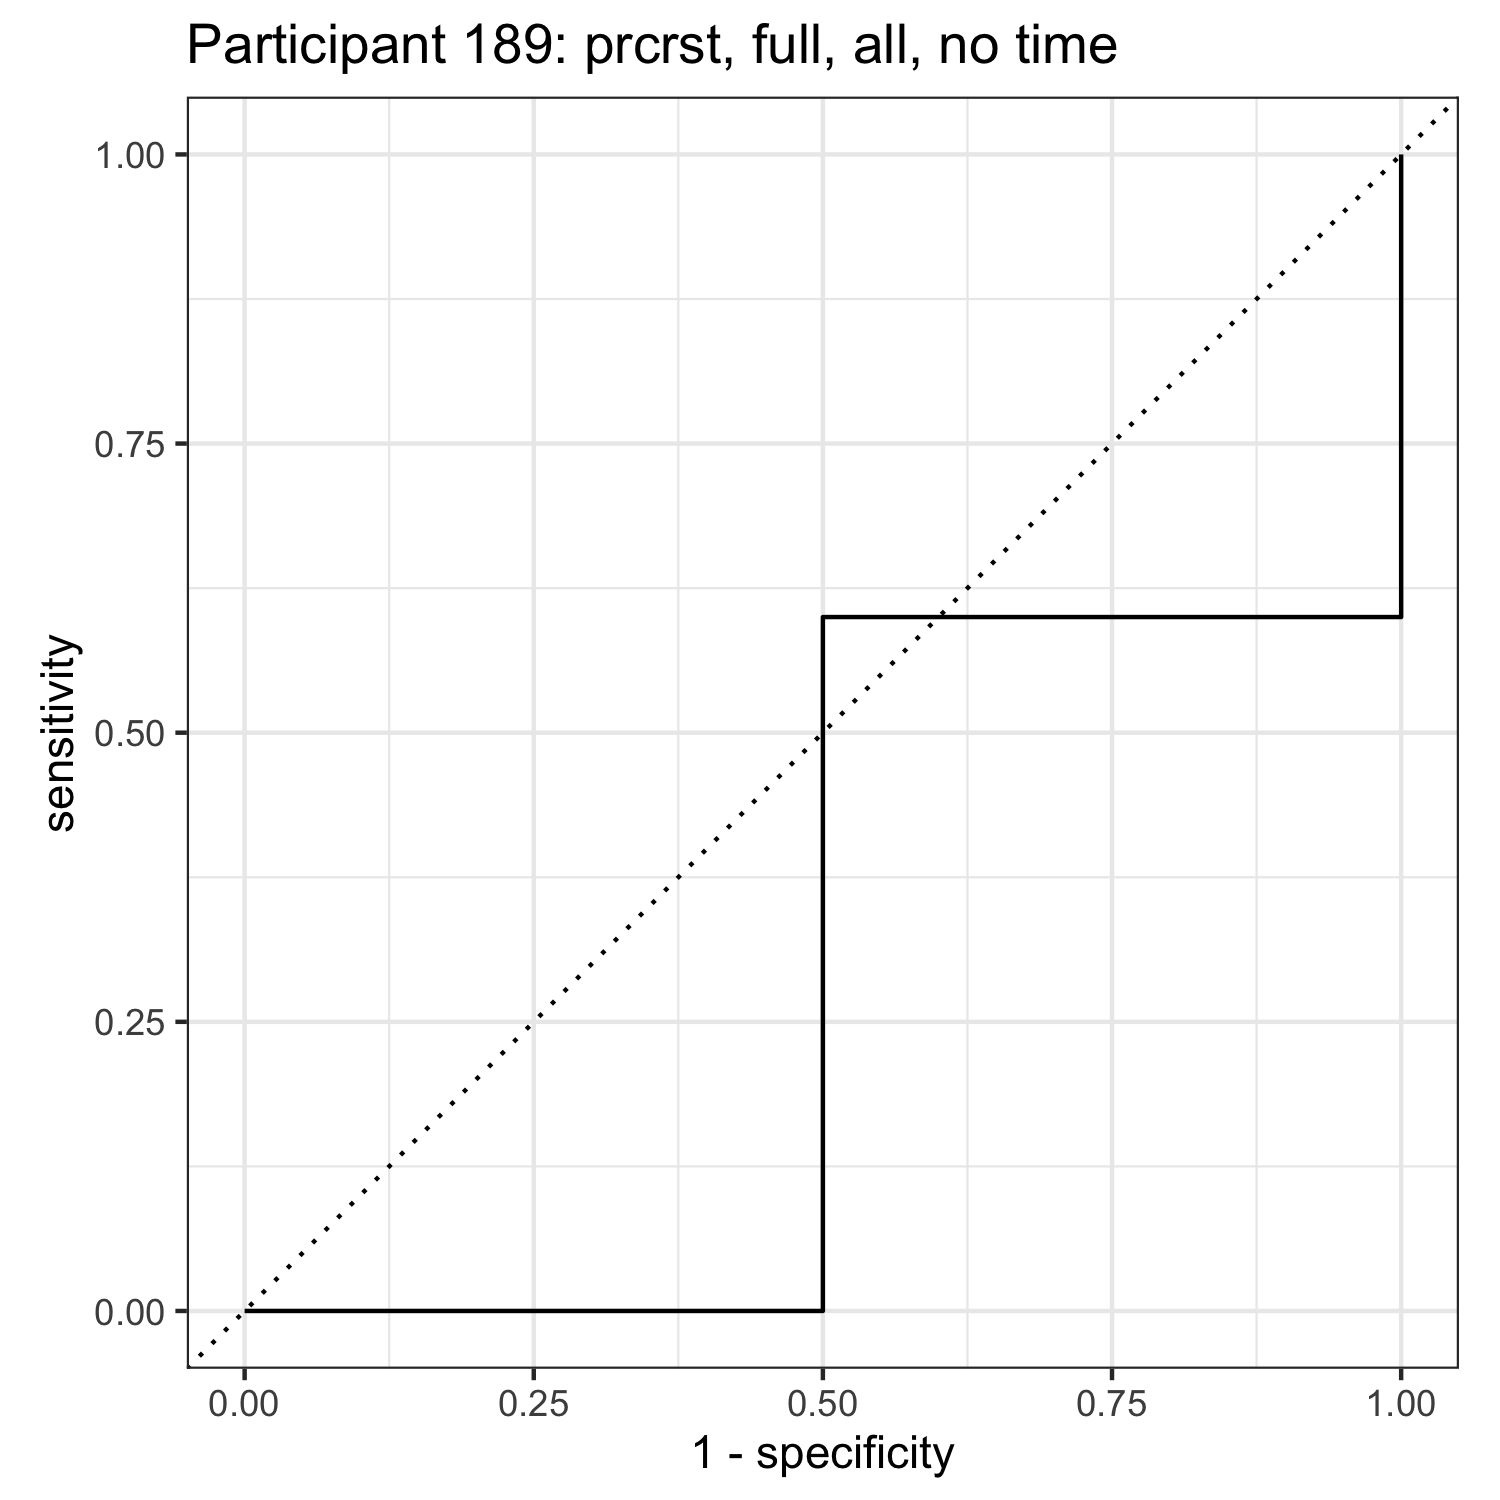 Participant 189: prcrst, full, all, no time
1.00
0.75
0.50
0.25
0.00
sensitivity
0.00 0.25 0.50 0.75 1.00
1 - specificity